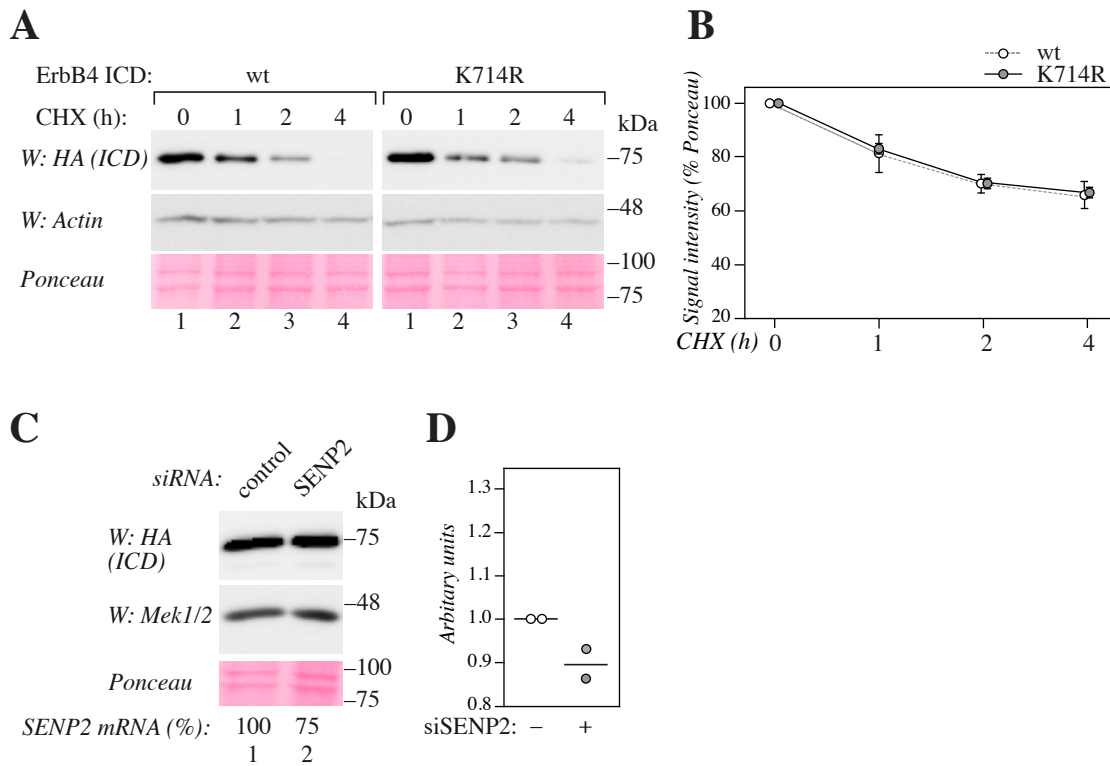 A
ErbB4 ICD: wt K714R
CHX (h): 0 1 2 4 0 1 2 4 kDa
W: HA (ICD) –75
W: Actin –48
Ponceau –100
–75
1 2 3 4 1 2 3 4
B
wt
K714R
Signal intensity (% Ponceau)
100
80
60
40
20
CHX (h) 0 1 2 4
C
siRNA: control SENP2
kDa
W: HA –75
(ICD)
W: Mek1/2 –48
Ponceau –100
–75
SENP2 mRNA (%): 100 75
1 2
D
Arbitary units
1.3
1.2
1.1
1.0
0.9
0.8
siSENP2: – +